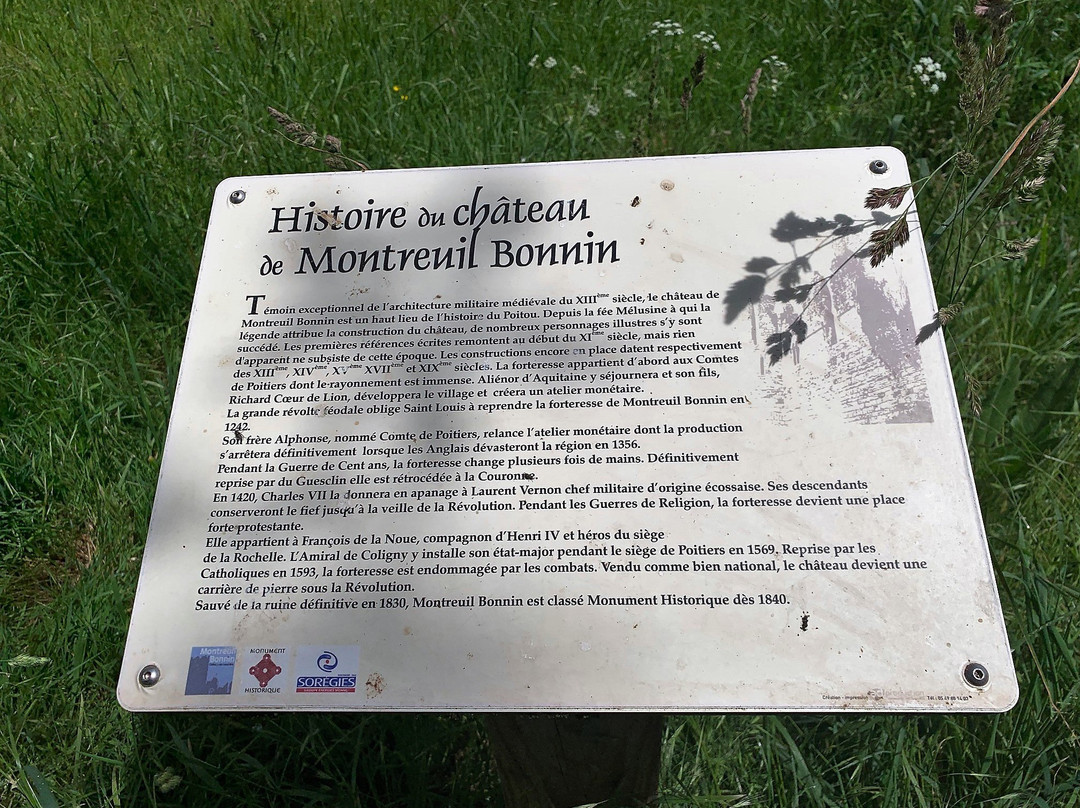 Histoire du château
de Montreuil Bonnin
Témoin exceptionnel de l'architecture militaire médiévale du XIIIème siècle, le château de
Montreuil Bonnin est un haut lieu de l'histoire du Poitou. Depuis la fée Mélusine à qui la
légende attribue la construction du château, de nombreux personnages illustres s'y sont
succédé. Les premières références écrites remontent au début du XIème siècle, mais rien
d'apparent ne subsiste de cette époque. Les constructions encore en place datent respectivement
des XIIIème, XIVème, XVème XVIIème et XIXème siècles. La forteresse appartient d'abord aux Comtes
de Poitiers dont le rayonnement est immense. Aliénor d'Aquitaine y séjournera et son fils,
Richard Cœur de Lion, développera le village et créera un atelier monétaire.
La grande révolte féodale oblige Saint Louis à reprendre la forteresse de Montreuil Bonnin en
1242.
Son frère Alphonse, nommé Comte de Poitiers, relance l'atelier monétaire dont la production
s'arrêtera définitivement lorsque les Anglais dévasteront la région en 1356.
Pendant la Guerre de Cent ans, la forteresse change plusieurs fois de mains. Définitivement
reprise par du Guesclin elle est rétrocédée à la Couronne.
En 1420, Charles VII la donnera en apanage à Laurent Vernon chef militaire d'origine écossaise. Ses descendants
conserveront le fief jusqu'à la veille de la Révolution. Pendant les Guerres de Religion, la forteresse devient une place
forte protestante.
Elle appartient à François de la Noue, compagnon d'Henri IV et héros du siège
de la Rochelle. L'Amiral de Coligny y installe son état-major pendant le siège de Poitiers en 1569. Reprise par les
Catholiques en 1593, la forteresse est endommagée par les combats. Vendu comme bien national, le château devient une
carrière de pierre sous la Révolution.
Sauvé de la ruine définitive en 1830, Montreuil Bonnin est classé Monument Historique dès 1840.
Montreuil
Bonnin
MONUMENT
HISTORIQUE
SOREGIES
Création - impression